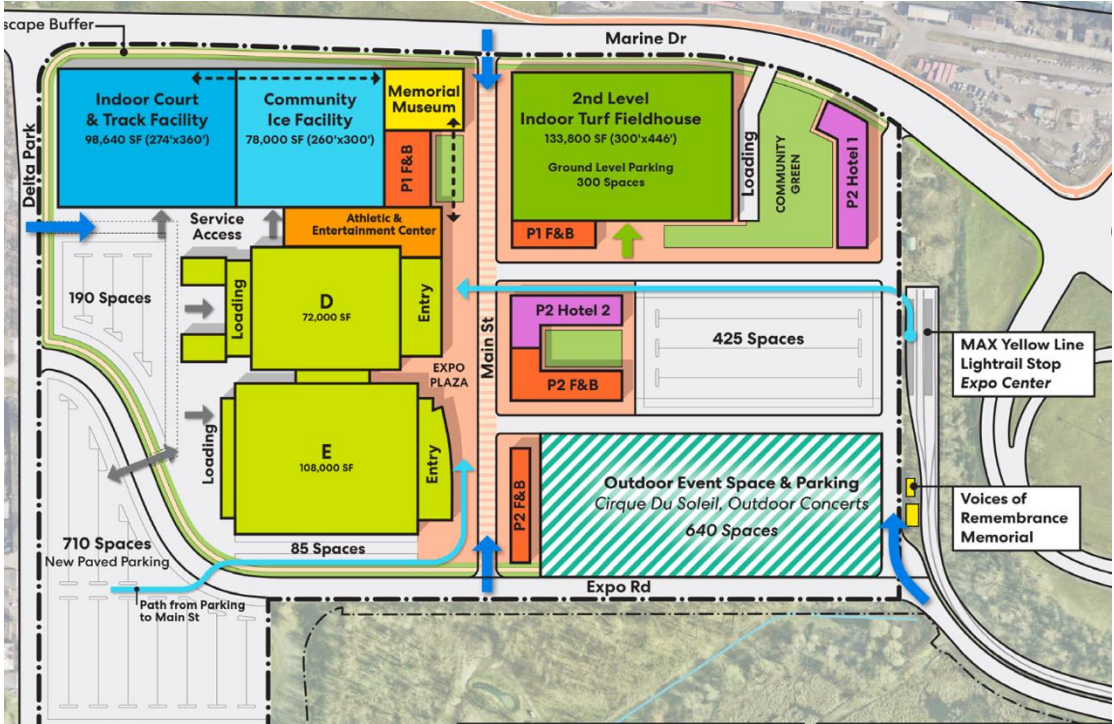 scape Buffer
Marine Dr
Delta Park
Indoor Court
& Track Facility
98,640 SF (274'x360')
Community
Ice Facility
78,000 SF (260'x300')
Memorial
Museum
P1 F&B
2nd Level
Indoor Turf Fieldhouse
133,800 SF (300'x446')
Ground Level Parking
300 Spaces
Loading
COMMUNITY
GREEN
P2 Hotel 1
P1 F&B
Service
Access
Athletic &
Entertainment Center
190 Spaces
Loading
D
72,000 SF
Entry
EXPO
PLAZA
Main St
P2 Hotel 2
P2 F&B
425 Spaces
MAX Yellow Line
Lightrail Stop
Expo Center
Loading
E
108,000 SF
Entry
P2 F&B
Outdoor Event Space & Parking
Cirque Du Soleil, Outdoor Concerts
640 Spaces
Voices of
Remembrance
Memorial
710 Spaces
New Paved Parking
85 Spaces
Expo Rd
Path from Parking
to Main St